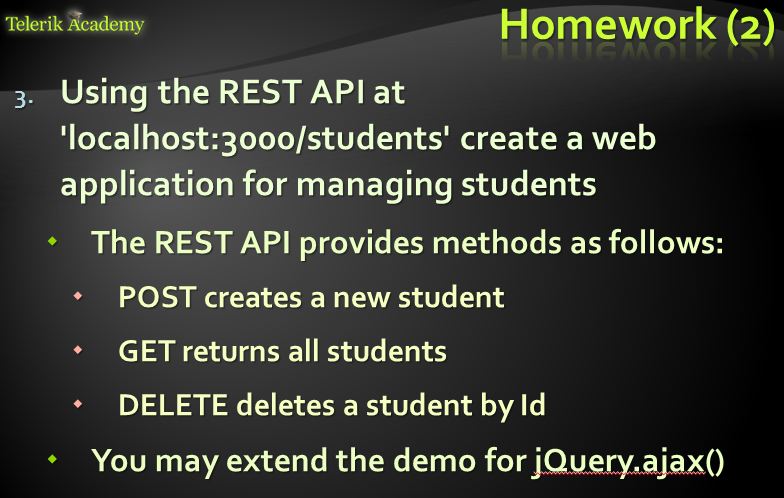 Telerik Academy
Homework (2)
3. Using the REST API at
'localhost:3000/students' create a web
application for managing students
The REST API provides methods as follows:
POST creates a new student
GET returns all students
DELETE deletes a student by Id
You may extend the demo for jQuery.ajax()